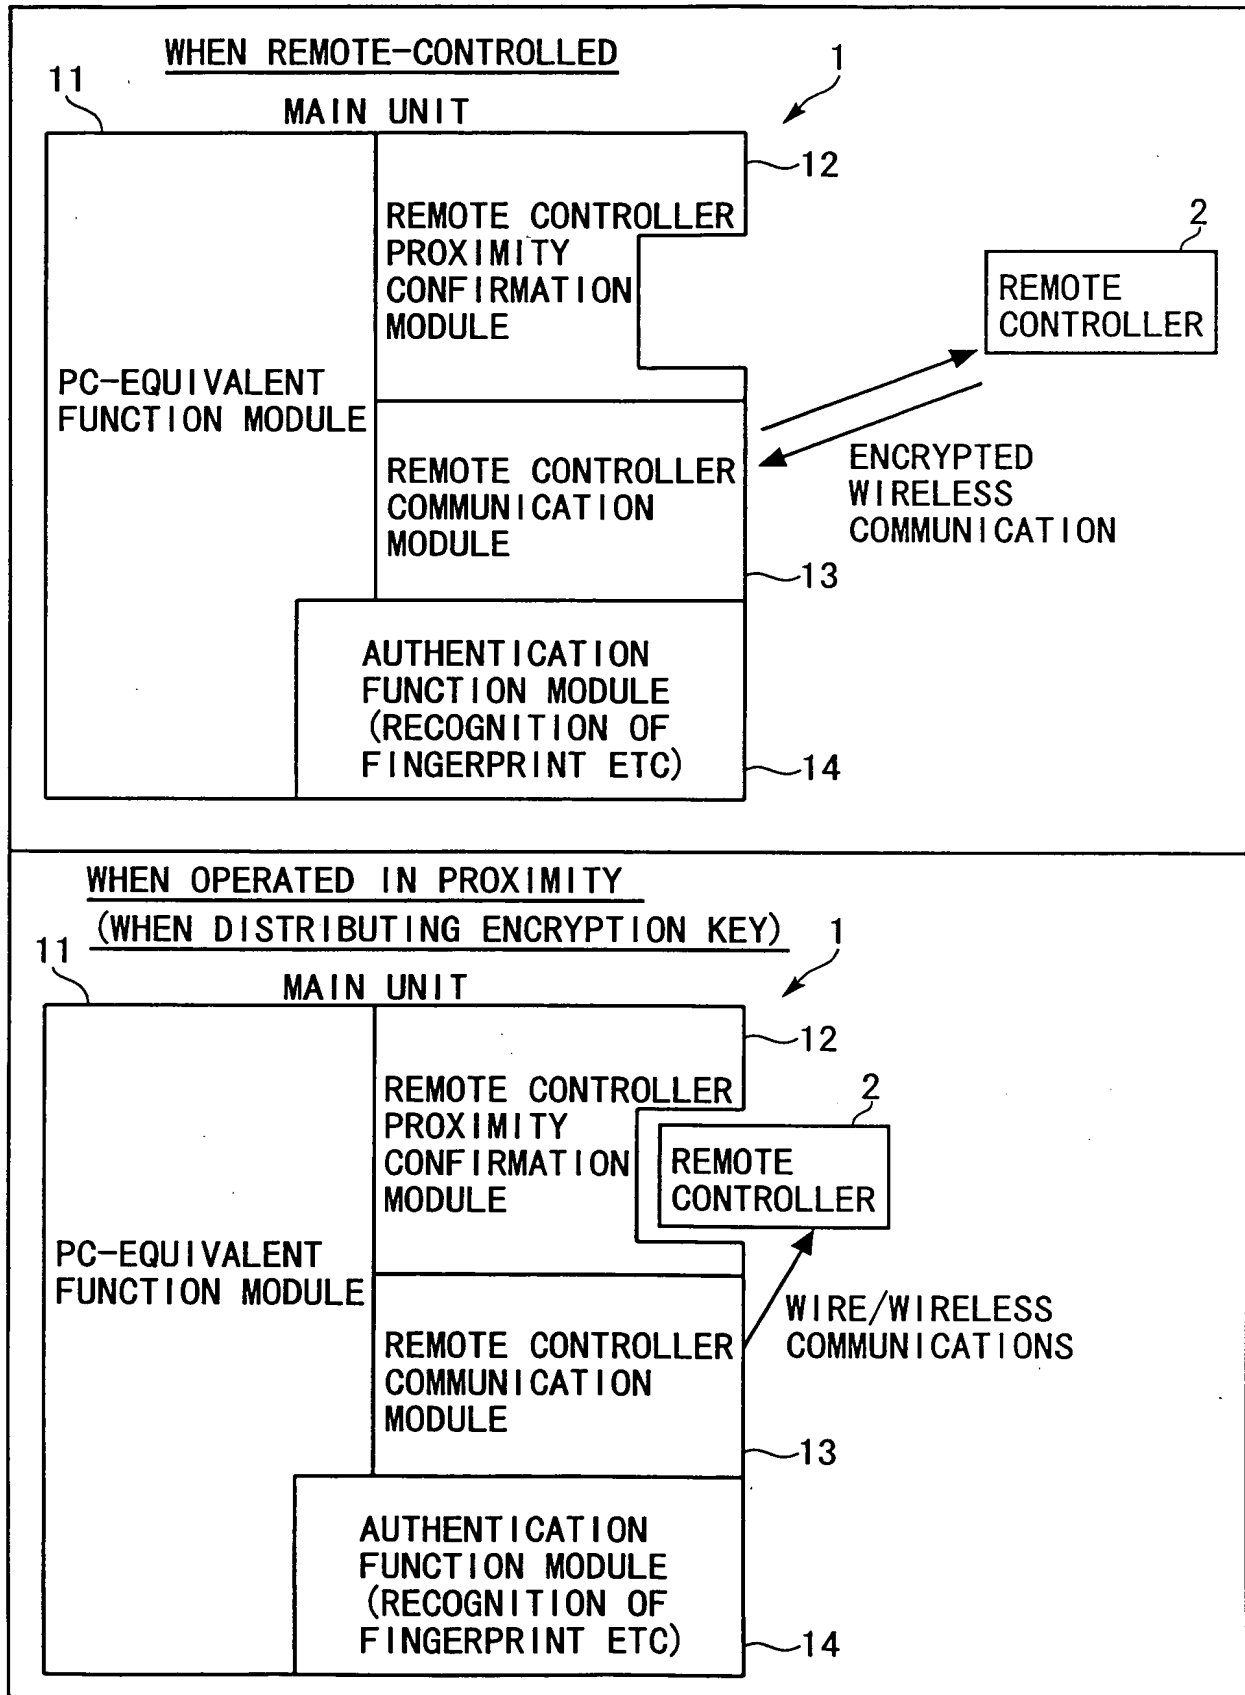 WHEN REMOTE-CONTROLLED
11
MAIN UNIT
1
12
REMOTE CONTROLLER
PROXIMITY
CONFIRMATION
MODULE
2
REMOTE
CONTROLLER
PC-EQUIVALENT
FUNCTION MODULE
REMOTE CONTROLLER
COMMUNICATION
MODULE
ENCRYPTED
WIRELESS
COMMUNICATION
13
AUTHENTICATION
FUNCTION MODULE
(RECOGNITION OF
FINGERPRINT ETC)
14
WHEN OPERATED IN PROXIMITY
(WHEN DISTRIBUTING ENCRYPTION KEY)
11
MAIN UNIT
1
12
REMOTE CONTROLLER
PROXIMITY
CONFIRMATION
MODULE
2
REMOTE
CONTROLLER
PC-EQUIVALENT
FUNCTION MODULE
WIRE/WIRELESS
COMMUNICATIONS
REMOTE CONTROLLER
COMMUNICATION
MODULE
13
AUTHENTICATION
FUNCTION MODULE
(RECOGNITION OF
FINGERPRINT ETC)
14